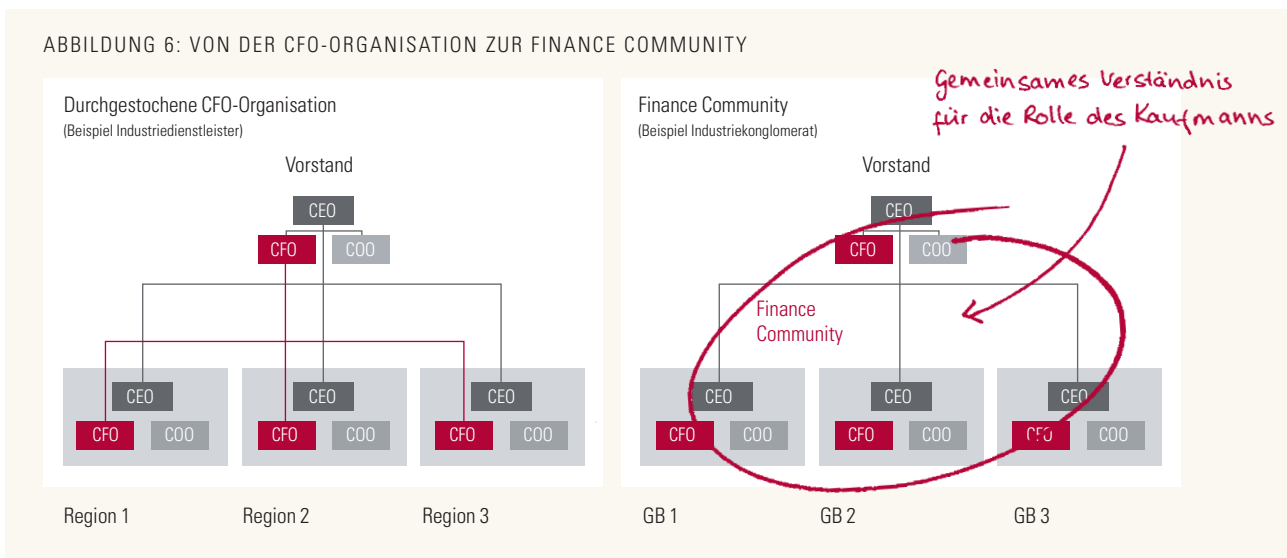 ABBILDUNG 6: VON DER CFO-ORGANISATION ZUR FINANCE COMMUNITY
Durchgestochene CFO-Organisation
(Beispiel Industriedienstleister)
Vorstand
CEO
CFO COO
CEO CEO CEO
CFO COO CFO COO CFO COO
Region 1 Region 2 Region 3
Finance Community
(Beispiel Industriekonglomerat)
Gemeinsames Verständnis
für die Rolle des Kaufmanns
Vorstand
CEO
CFO COO
Finance
Community
CEO CEO CEO
CFO COO CFO COO CFO COO
GB 1 GB 2 GB 3